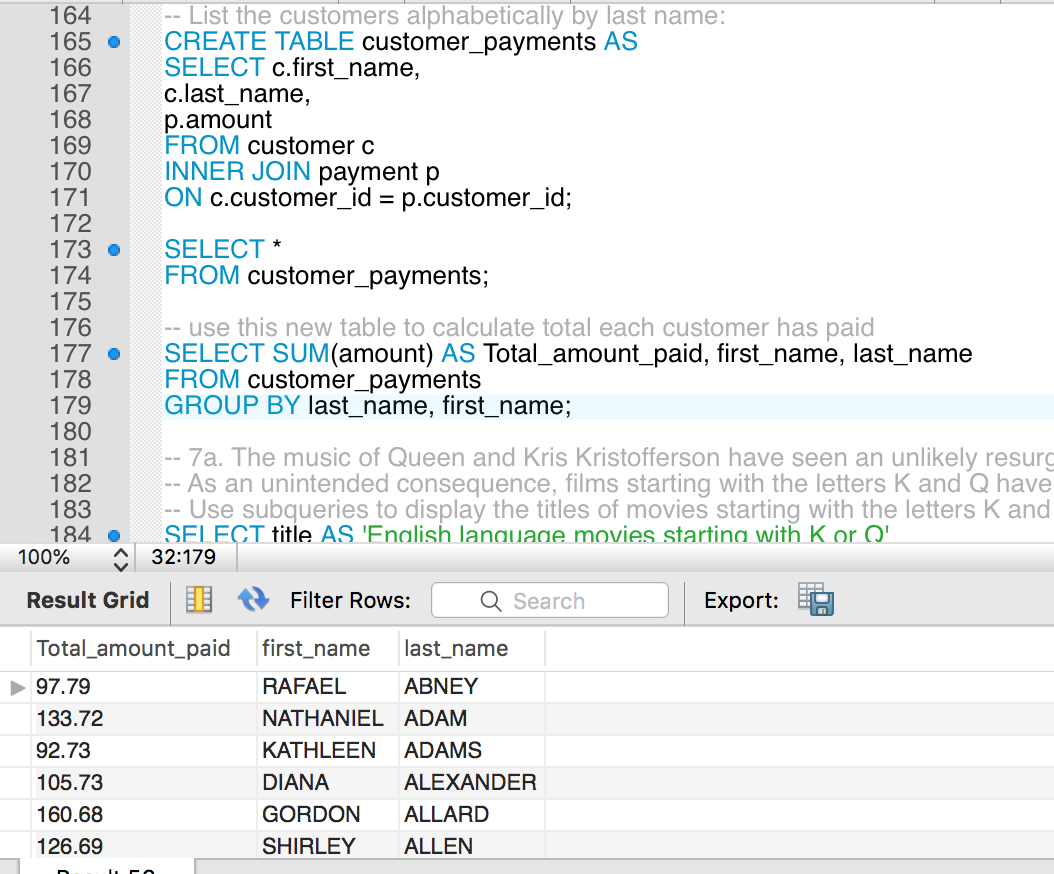 164 -- List the customers alphabetically by last name:
165 CREATE TABLE customer_payments AS
166 SELECT c.first_name,
167 c.last_name,
168 p.amount
169 FROM customer c
170 INNER JOIN payment p
171 ON c.customer_id = p.customer_id;
172
173 SELECT *
174 FROM customer_payments;
175
176 -- use this new table to calculate total each customer has paid
177 SELECT SUM(amount) AS Total_amount_paid, first_name, last_name
178 FROM customer_payments
179 GROUP BY last_name, first_name;
180
181 -- 7a. The music of Queen and Kris Kristofferson have seen an unlikely resurg
182 -- As an unintended consequence, films starting with the letters K and Q have
183 -- Use subqueries to display the titles of movies starting with the letters K and
184 SELECT title AS 'English language movies starting with K or Q'
100% 32:179
Result Grid Filter Rows: Search Export:
Total_amount_paid first_name last_name
97.79 RAFAEL ABNEY
133.72 NATHANIEL ADAM
92.73 KATHLEEN ADAMS
105.73 DIANA ALEXANDER
160.68 GORDON ALLARD
126.69 SHIRLEY ALLEN
Result